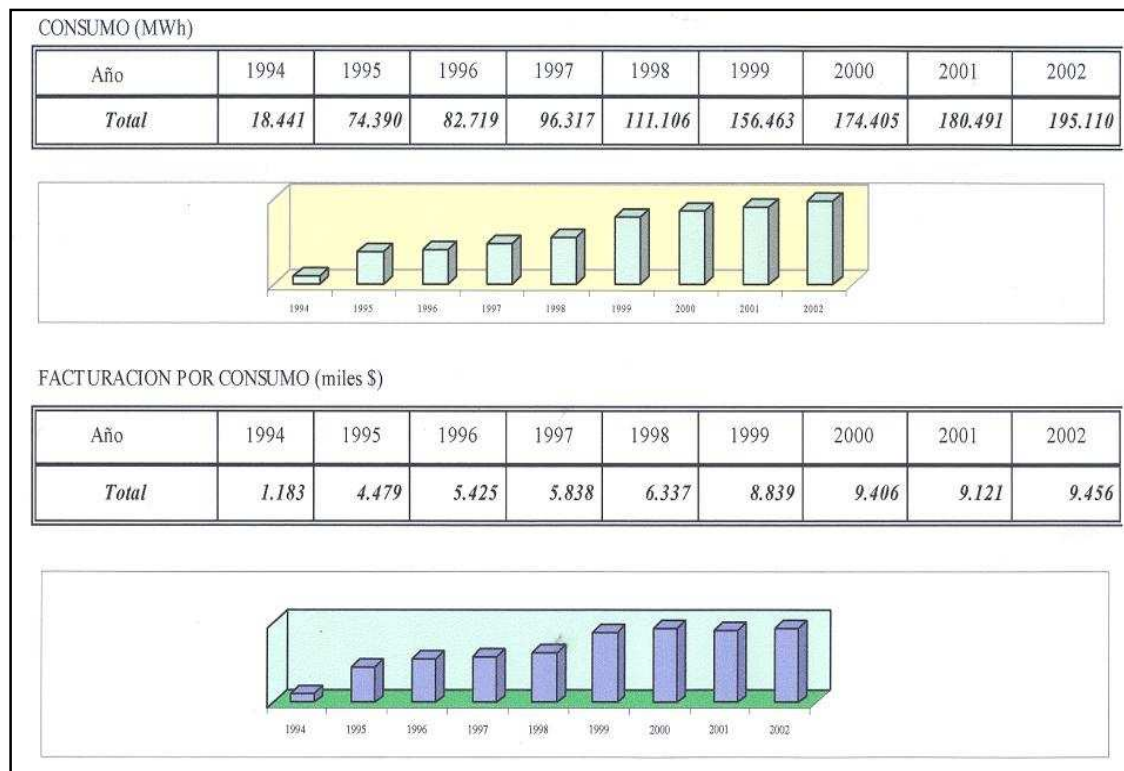 CONSUMO (MWh)
Año 1994 1995 1996 1997 1998 1999 2000 2001 2002
Total 18.441 74.390 82.719 96.317 111.106 156.463 174.405 180.491 195.110
1994 1995 1996 1997 1998 1999 2000 2001 2002
FACTURACION POR CONSUMO (miles $)
Año 1994 1995 1996 1997 1998 1999 2000 2001 2002
Total 1.183 4.479 5.425 5.838 6.337 8.839 9.406 9.121 9.456
1994 1995 1996 1997 1998 1999 2000 2001 2002